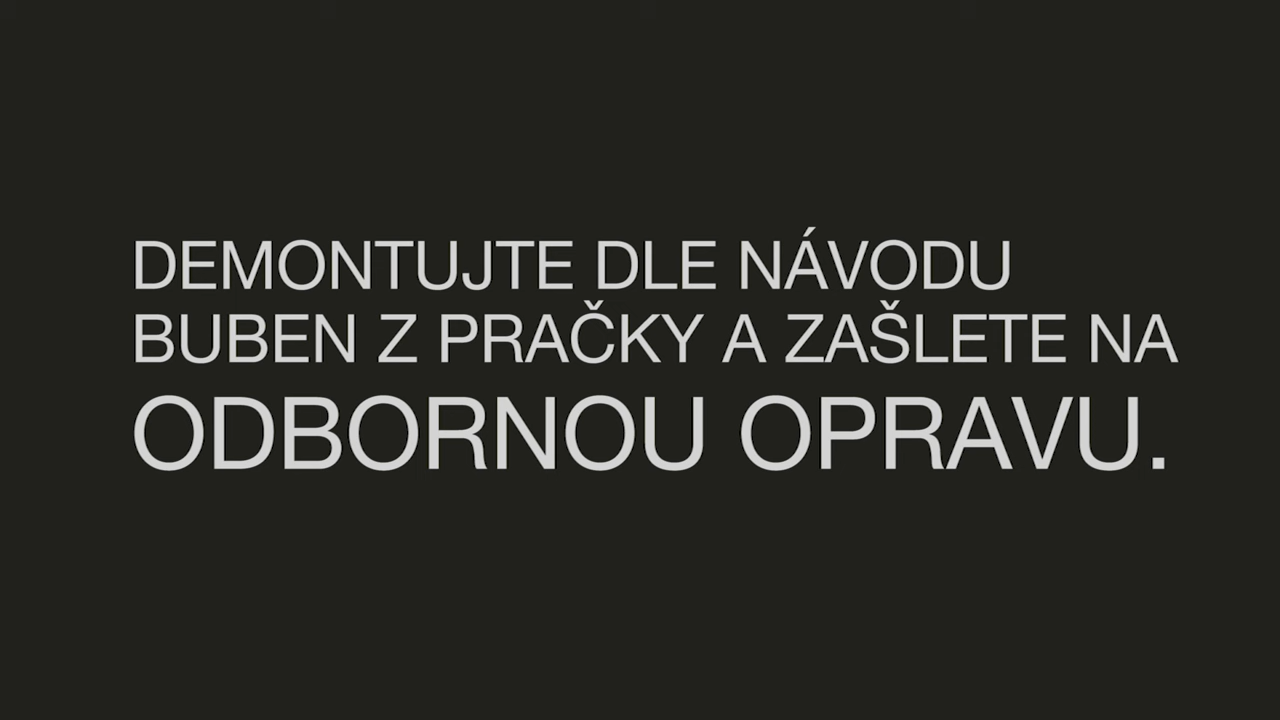 DEMONTUJTE DLE NÁVODU
BUBEN Z PRAČKY A ZAŠLETE NA
ODBORNOU OPRAVU.